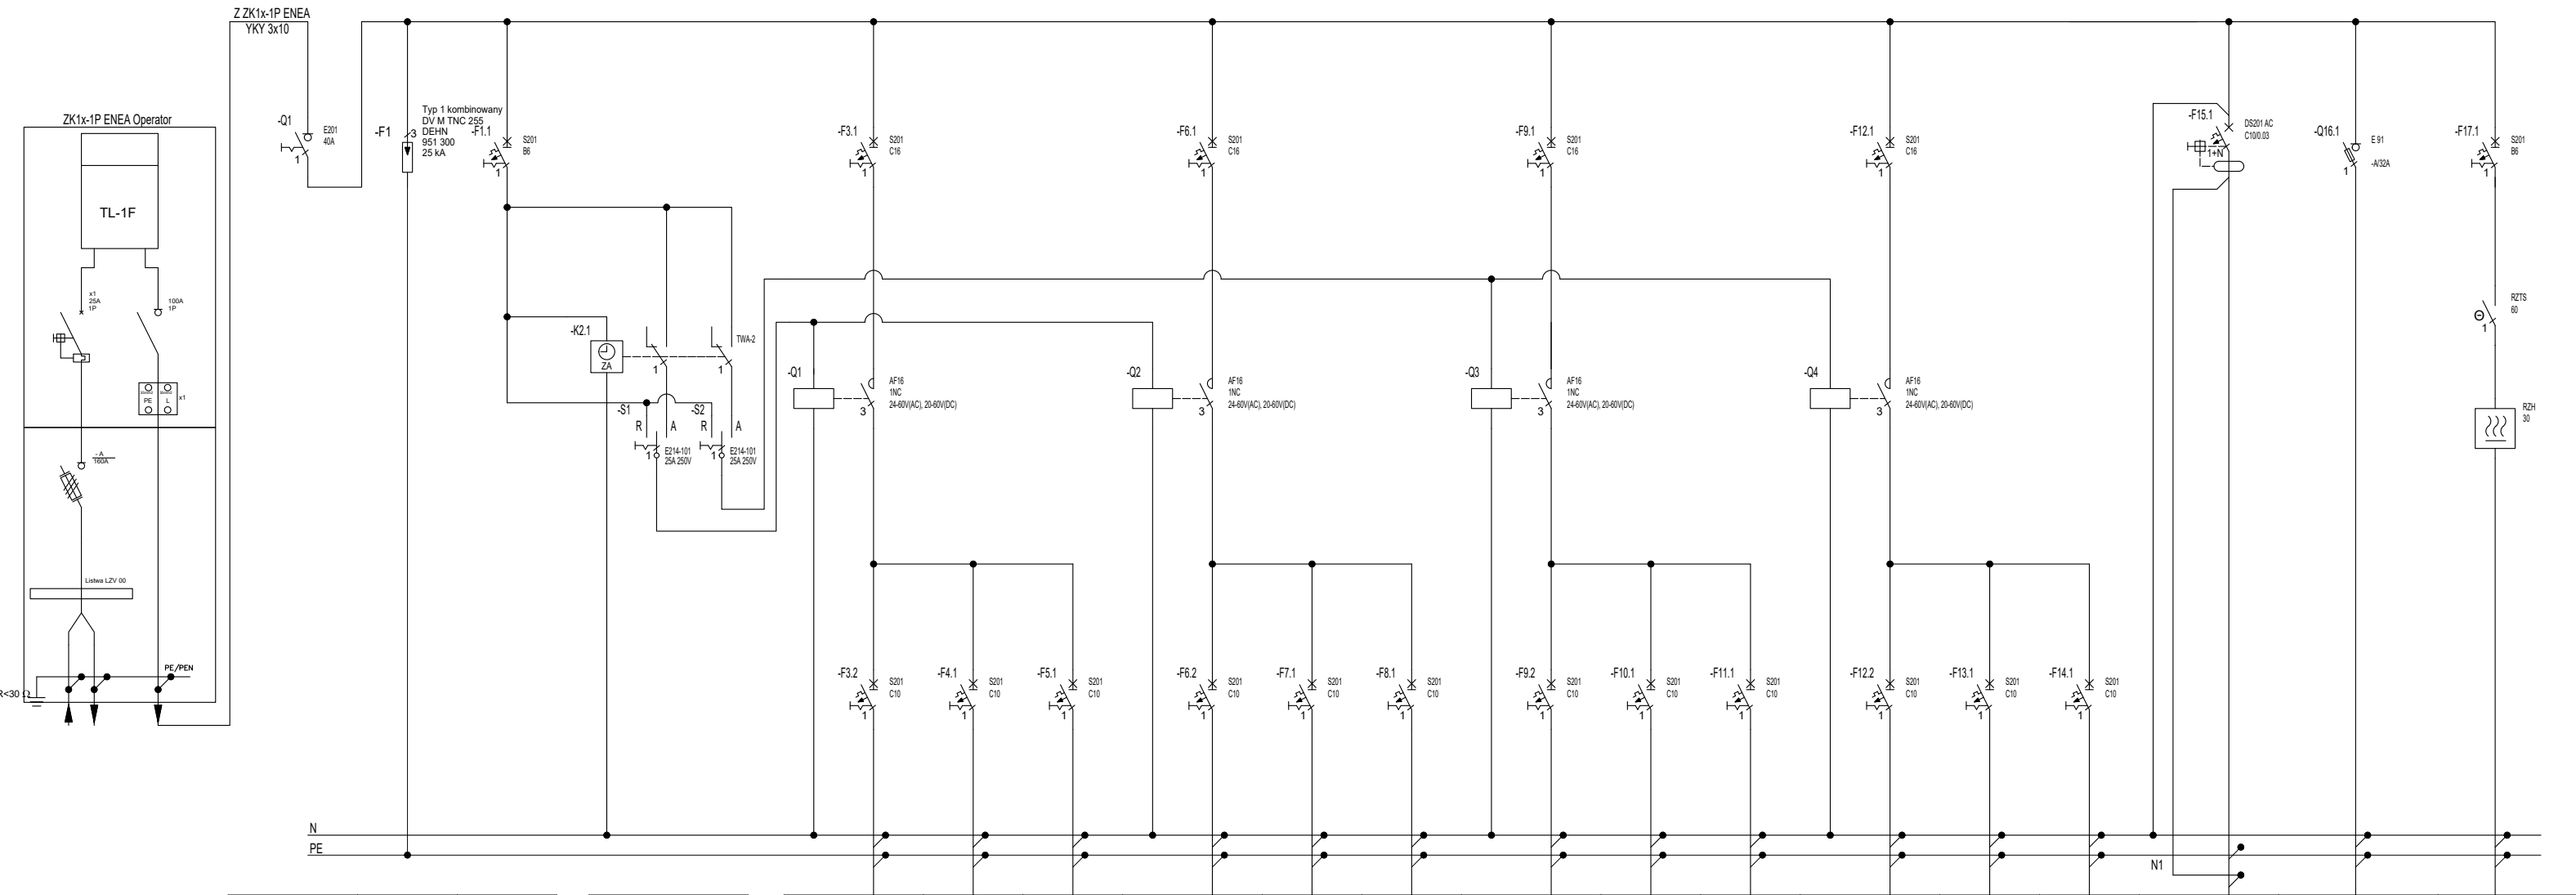 Z ZK1x-1P ENEA
YKY 3x10
ZK1x-1P ENEA Operator
TL-1F
x1
25A
1P
100A
1P
PE
L
x1
- A
160A
Listwa LZV 00
PE/PEN
R<30 Ω
-Q1
E201
40A
1
-F1
3
Typ 1 kombinowany
DV M TNC 255
DEHN
951 300
25 kA
-F1.1
S201
B6
1
-K2.1
ZA
1
1
TWA-2
-S1
R
A
1
E214-101
25A 250V
-S2
R
A
1
E214-101
25A 250V
-F3.1
S201
C16
1
-Q1
AF16
1NC
24-60V(AC), 20-60V(DC)
3
-F3.2
S201
C10
1
-F4.1
S201
C10
1
-F5.1
S201
C10
1
-F6.1
S201
C16
1
-Q2
AF16
1NC
24-60V(AC), 20-60V(DC)
3
-F6.2
S201
C10
1
-F7.1
S201
C10
1
-F8.1
S201
C10
1
-F9.1
S201
C16
1
-Q3
AF16
1NC
24-60V(AC), 20-60V(DC)
3
-F9.2
S201
C10
1
-F10.1
S201
C10
1
-F11.1
S201
C10
1
-F12.1
S201
C16
1
-Q4
AF16
1NC
24-60V(AC), 20-60V(DC)
3
-F12.2
S201
C10
1
-F13.1
S201
C10
1
-F14.1
S201
C10
1
-F15.1
DS201 AC
C10/0.03
1+N
-Q16.1
E 91
-A/32A
1
-F17.1
S201
B6
1
RZTS
60
1
RZH
30
N
PE
N1